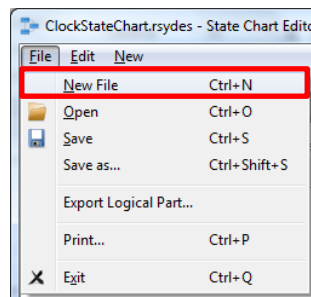 ClockStateChart.rsydes - State Chart Edito
File Edit New
New File Ctrl+N
Open Ctrl+O
Save Ctrl+S
Save as... Ctrl+Shift+S
Export Logical Part...
Print... Ctrl+P
Exit Ctrl+Q